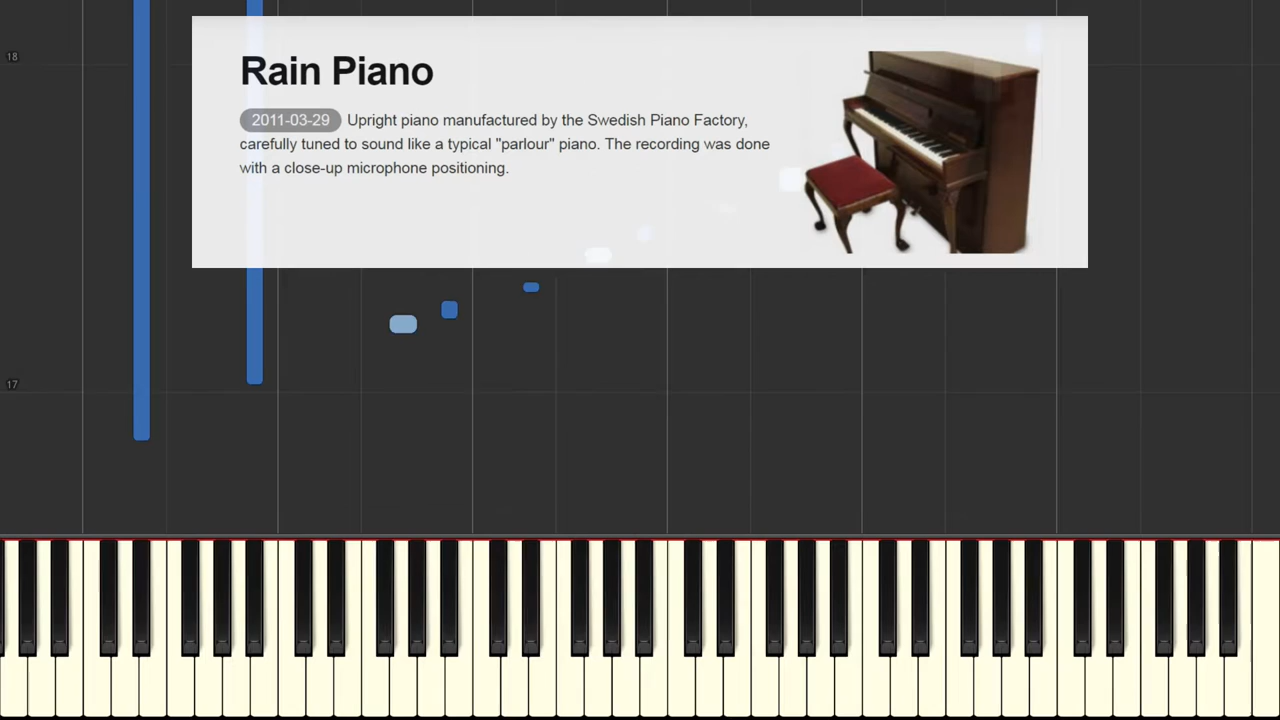 18
Rain Piano
2011-03-29 Upright piano manufactured by the Swedish Piano Factory,
carefully tuned to sound like a typical "parlour" piano. The recording was done
with a close-up microphone positioning.
17